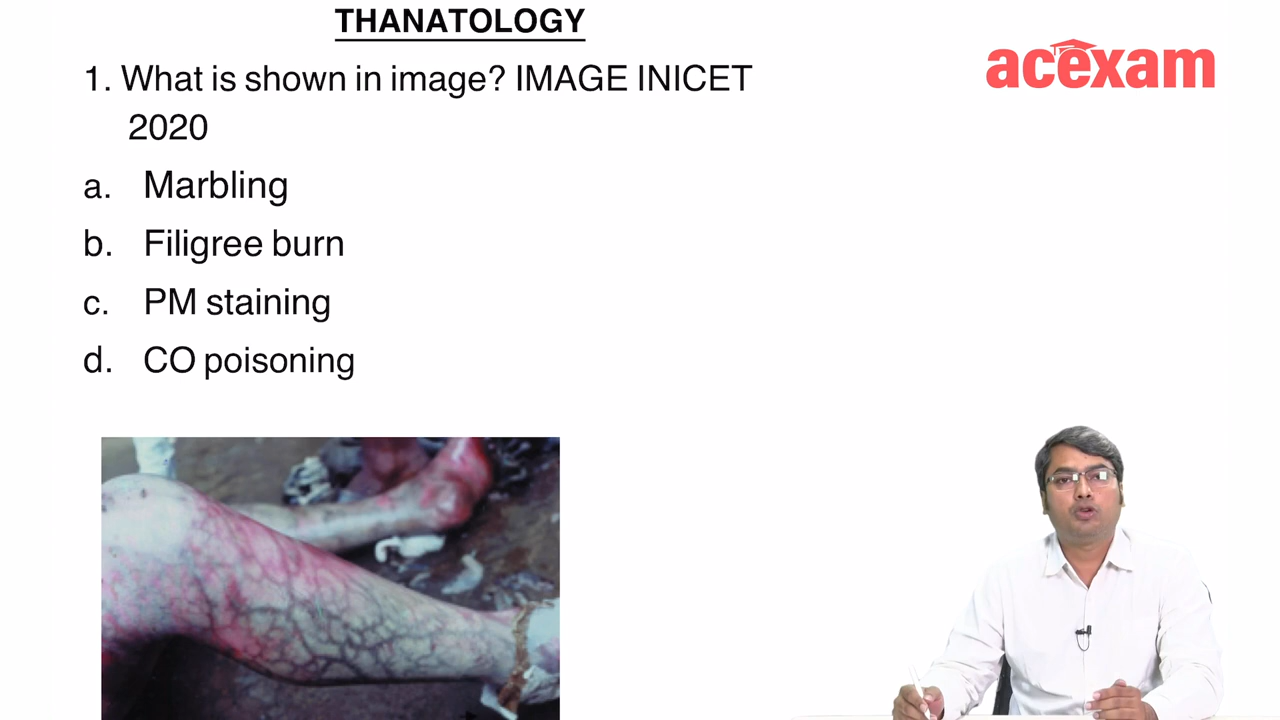 THANATOLOGY
acexam
1. What is shown in image? IMAGE INICET
2020
a. Marbling
b. Filigree burn
c. PM staining
d. CO poisoning